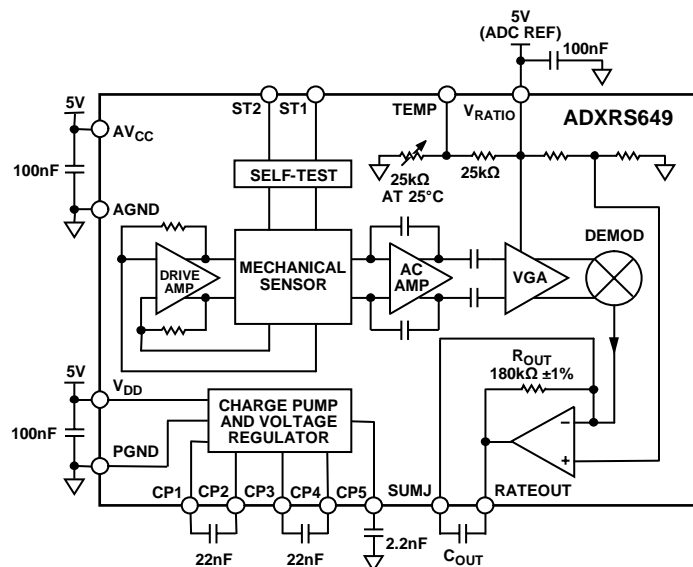 5V
(ADC REF)
100nF
5V
ST2 ST1
TEMP
VRATIO
ADXRS649
AVCC
100nF
SELF-TEST
25kΩ
AT 25°C
25kΩ
AGND
DEMOD
DRIVE
AMP
MECHANICAL
SENSOR
AC
AMP
VGA
5V
VDD
ROUT
180kΩ ±1%
100nF
CHARGE PUMP
AND VOLTAGE
REGULATOR
–
+
PGND
CP1 CP2 CP3 CP4 CP5 SUMJ RATEOUT
22nF
22nF
2.2nF
COUT